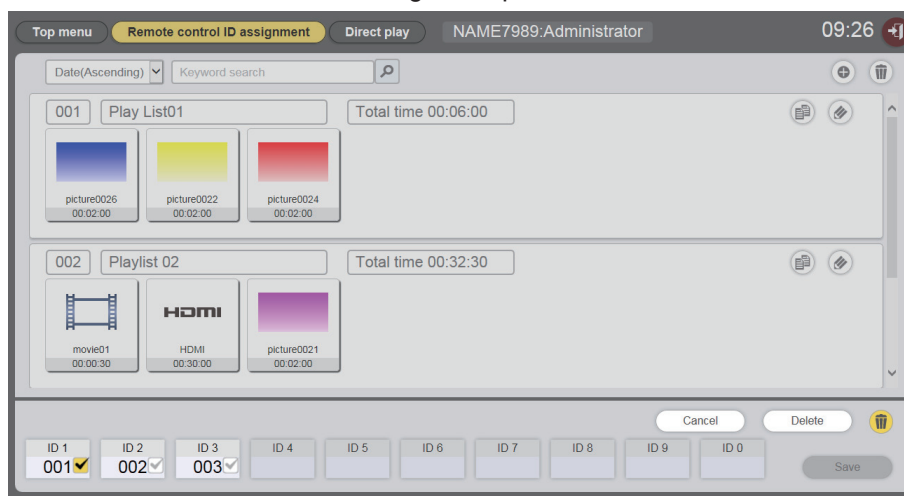 Top menu Remote control ID assignment Direct play NAME7989:Administrator 09:26
Date(Ascending) Keyword search
001 Play List01 Total time 00:06:00
picture0026 picture0022 picture0024
00:02:00 00:02:00 00:02:00
002 Playlist 02 Total time 00:32:30
HDMI
movie01 HDMI picture0021
00:00:30 00:30:00 00:02:00
Cancel Delete
ID 1 ID 2 ID 3 ID 4 ID 5 ID 6 ID 7 ID 8 ID 9 ID 0
001 002 003 Save